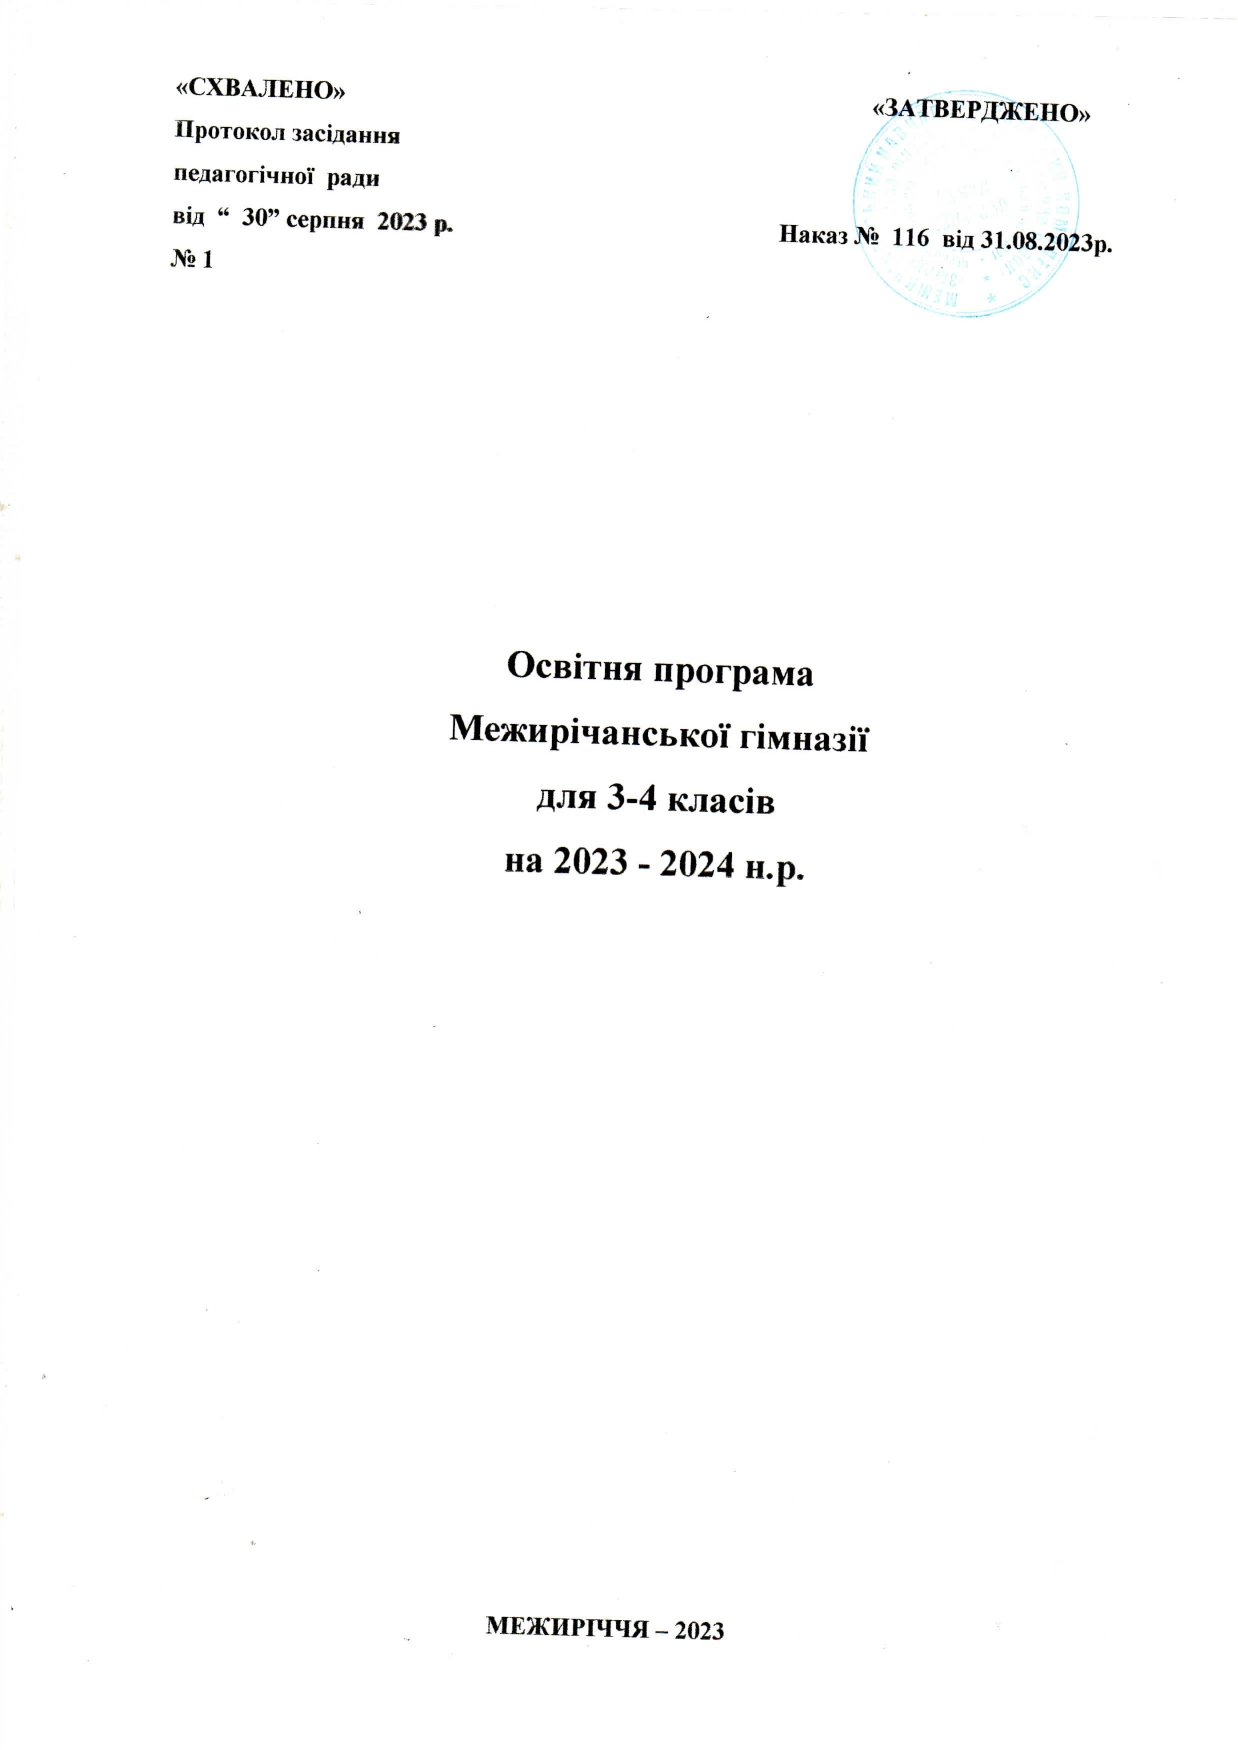 «СХВАЛЕНО»
Протокол засідання
педагогічної ради
від “ 30” серпня 2023 р.
№ 1
«ЗАТВЕРДЖЕНО»
Наказ № 116 від 31.08.2023р.
Освітня програма
Межирічанської гімназії
для 3-4 класів
на 2023 - 2024 н.р.
МЕЖИРІЧЧЯ – 2023